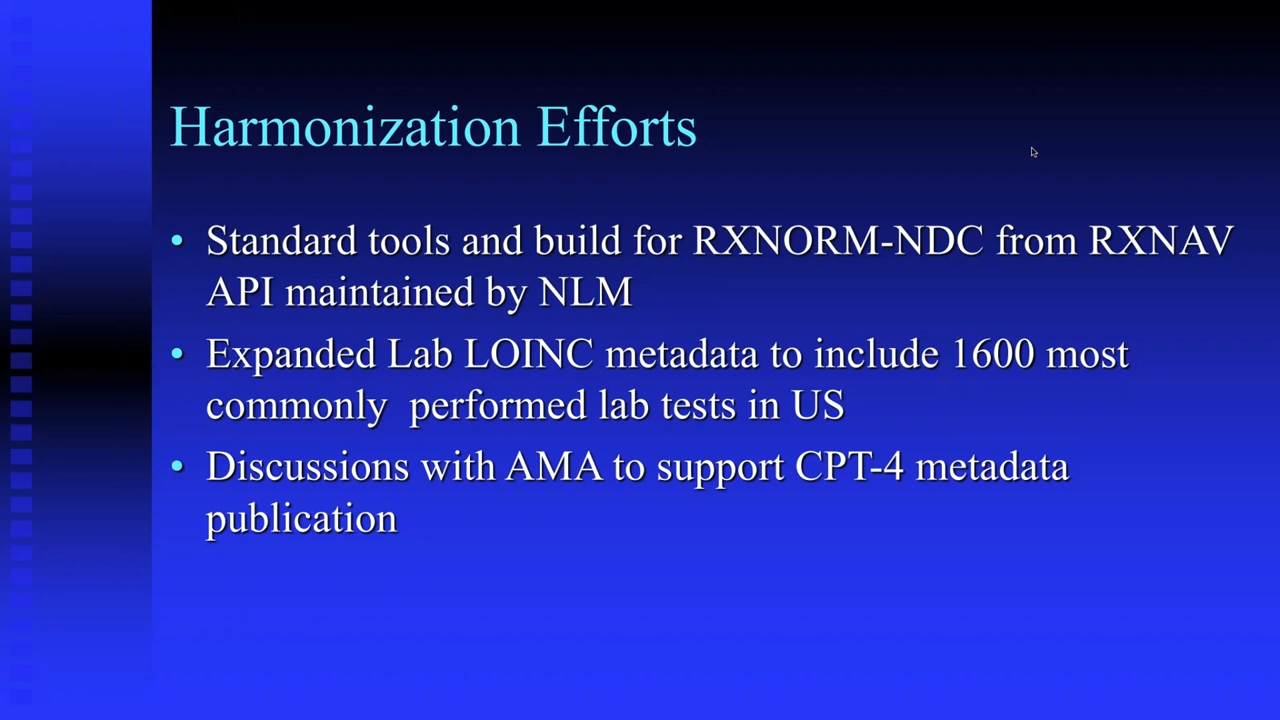 Harmonization Efforts
• Standard tools and build for RXNORM-NDC from RXNAV
API maintained by NLM
• Expanded Lab LOINC metadata to include 1600 most
commonly  performed lab tests in US
• Discussions with AMA to support CPT-4 metadata
publication